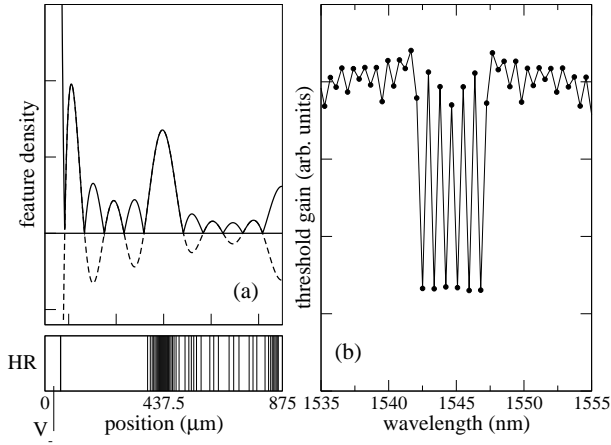 feature density
(a)
HR
0
437.5
875
position (μm)
V
threshold gain (arb. units)
(b)
1535
1540
1545
1550
1555
wavelength (nm)